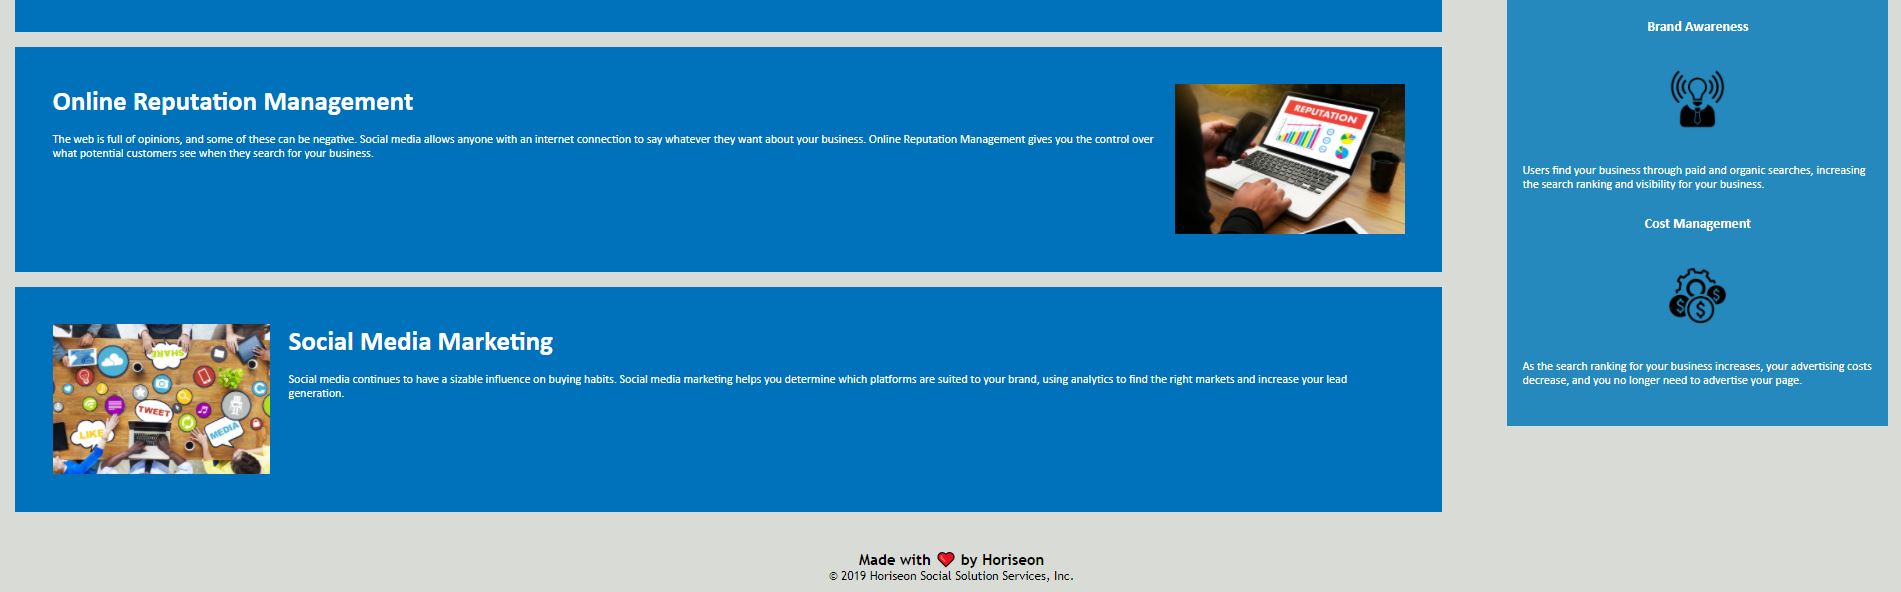 Online Reputation Management
The web is full of opinions, and some of these can be negative. Social media allows anyone with an internet connection to say whatever they want about your business. Online Reputation Management gives you the control over
what potential customers see when they search for your business.
REPUTATION
Social Media Marketing
Social media continues to have a sizable influence on buying habits. Social media marketing helps you determine which platforms are suited to your brand, using analytics to find the right markets and increase your lead
generation.
SHARE
TWEET
LIKE
MEDIA
Brand Awareness
Users find your business through paid and organic searches, increasing
the search ranking and visibility for your business.
Cost Management
$ $
$
As the search ranking for your business increases, your advertising costs
decrease, and you no longer need to advertise your page.
Made with ❤️ by Horiseon
© 2019 Horiseon Social Solution Services, Inc.